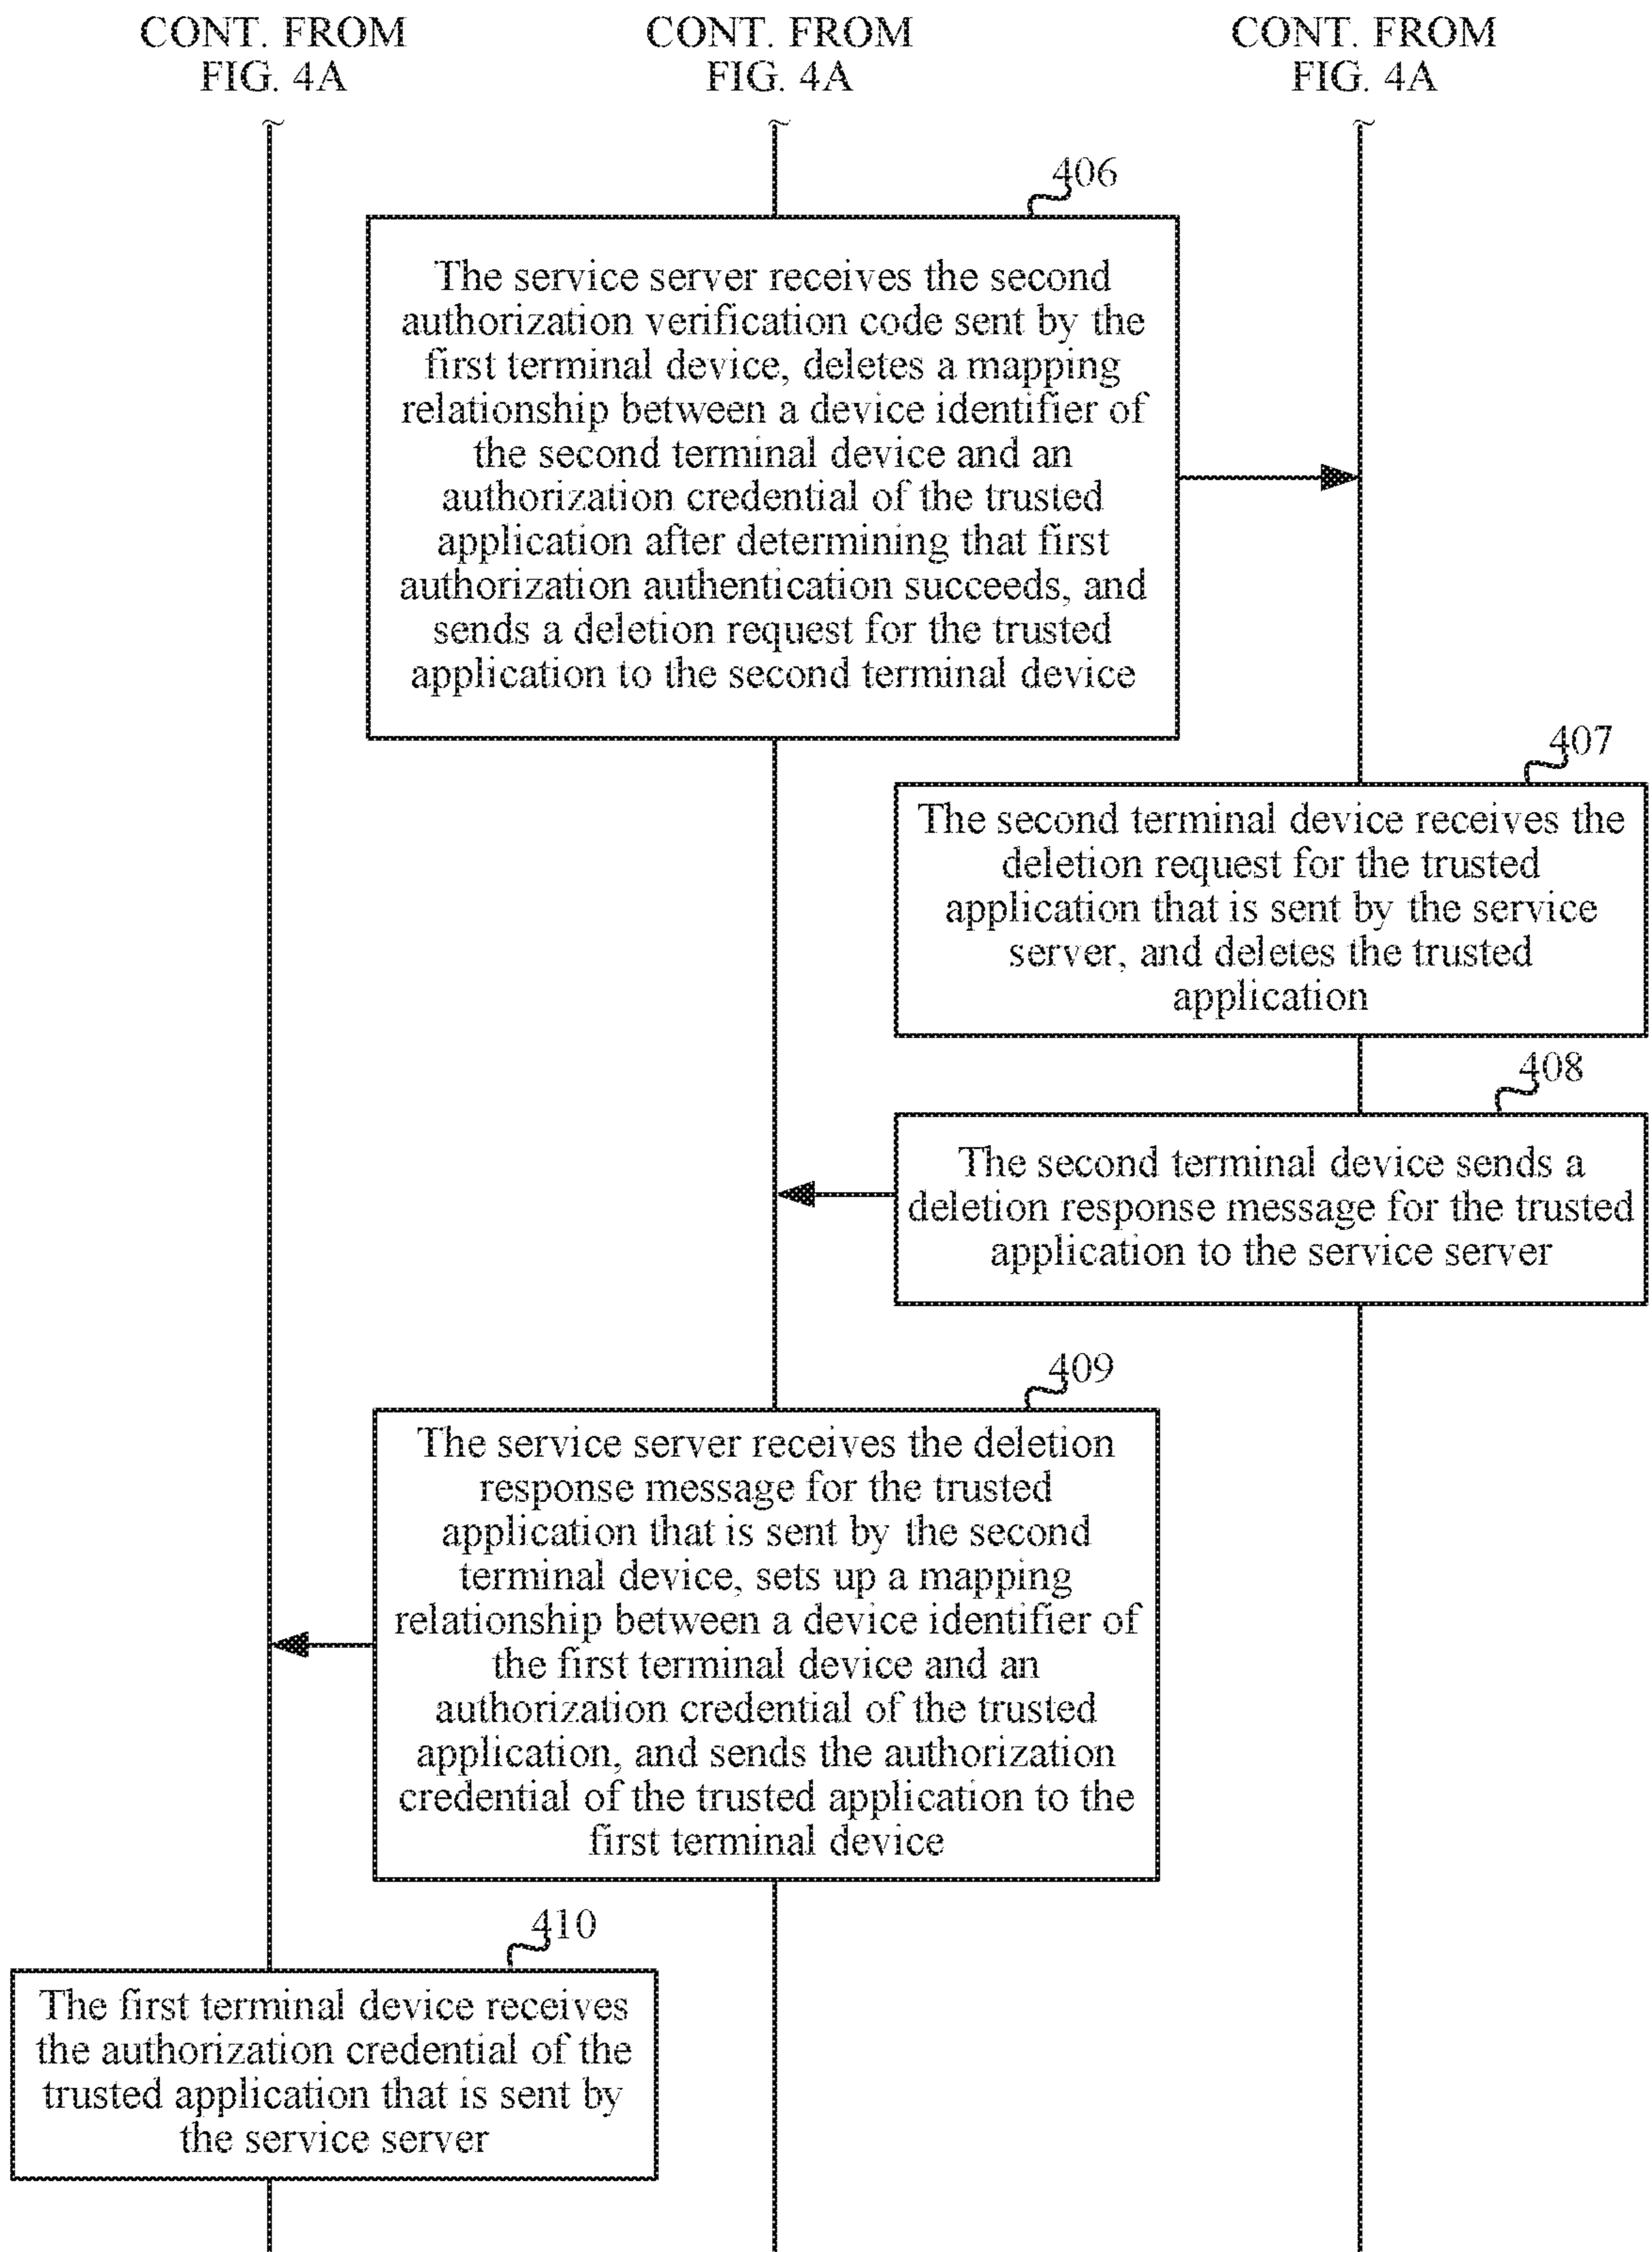 CONT. FROM
FIG. 4A
CONT. FROM
FIG. 4A
CONT. FROM
FIG. 4A
406
The service server receives the second
authorization verification code sent by the
first terminal device, deletes a mapping
relationship between a device identifier of
the second terminal device and an
authorization credential of the trusted
application after determining that first
authorization authentication succeeds, and
sends a deletion request for the trusted
application to the second terminal device
407
The second terminal device receives the
deletion request for the trusted
application that is sent by the service
server, and deletes the trusted
application
408
The second terminal device sends a
deletion response message for the trusted
application to the service server
409
The service server receives the deletion
response message for the trusted
application that is sent by the second
terminal device, sets up a mapping
relationship between a device identifier of
the first terminal device and an
authorization credential of the trusted
application, and sends the authorization
credential of the trusted application to the
first terminal device
410
The first terminal device receives
the authorization credential of the
trusted application that is sent by
the service server